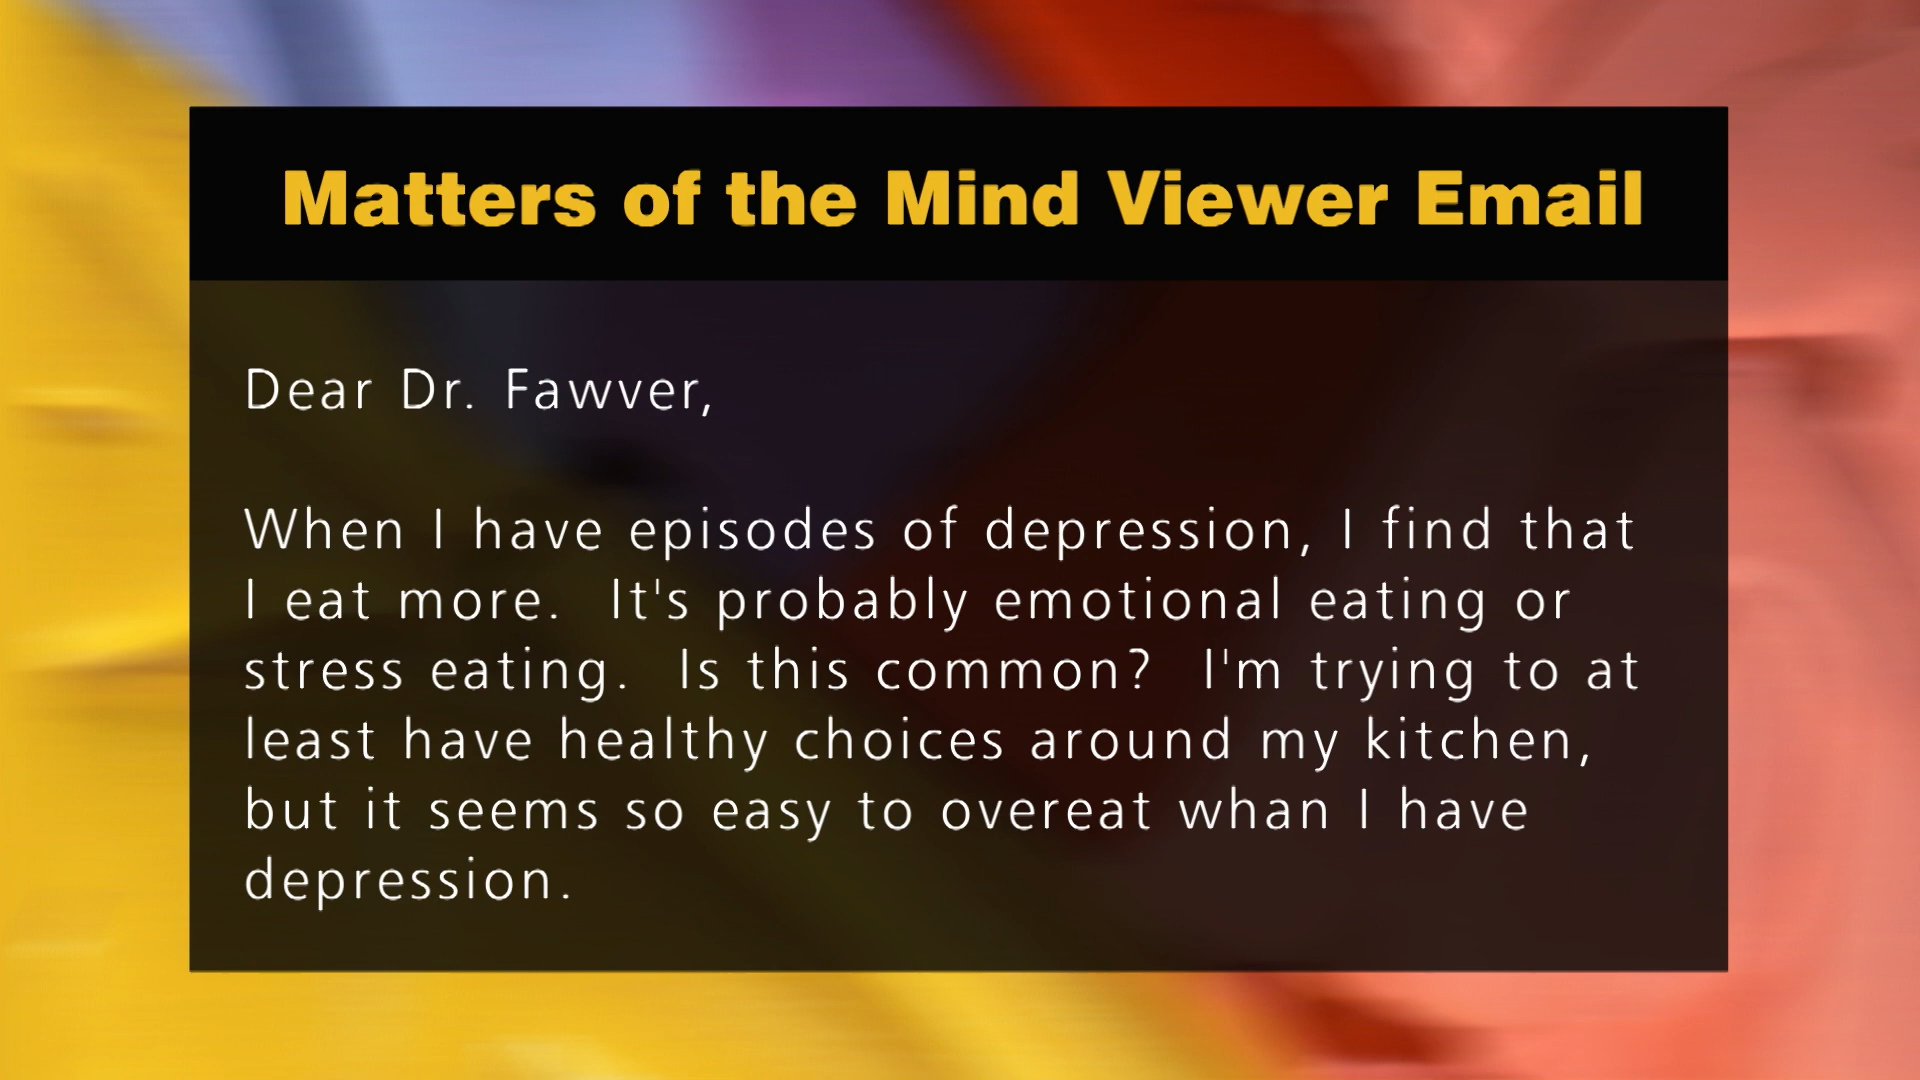 Matters of the Mind Viewer Email
Dear Dr. Fawver,
When I have episodes of depression, I find that
I eat more.  It's probably emotional eating or
stress eating.  Is this common?  I'm trying to at
least have healthy choices around my kitchen,
but it seems so easy to overeat whan I have
depression.